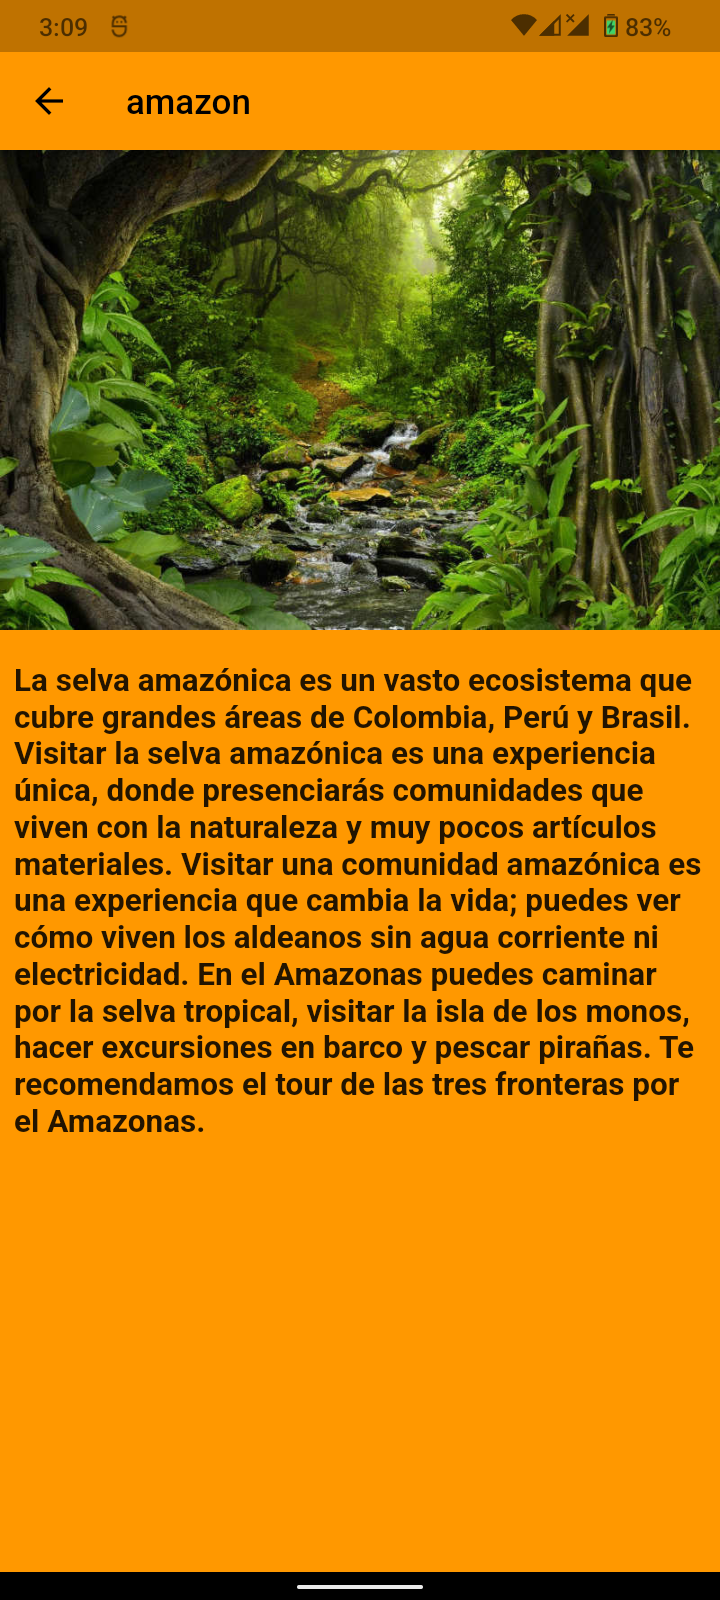 3:09
83%
amazon
La selva amazónica es un vasto ecosistema que
cubre grandes áreas de Colombia, Perú y Brasil.
Visitar la selva amazónica es una experiencia
única, donde presenciarás comunidades que
viven con la naturaleza y muy pocos artículos
materiales. Visitar una comunidad amazónica es
una experiencia que cambia la vida; puedes ver
cómo viven los aldeanos sin agua corriente ni
electricidad. En el Amazonas puedes caminar
por la selva tropical, visitar la isla de los monos,
hacer excursiones en barco y pescar pirañas. Te
recomendamos el tour de las tres fronteras por
el Amazonas.